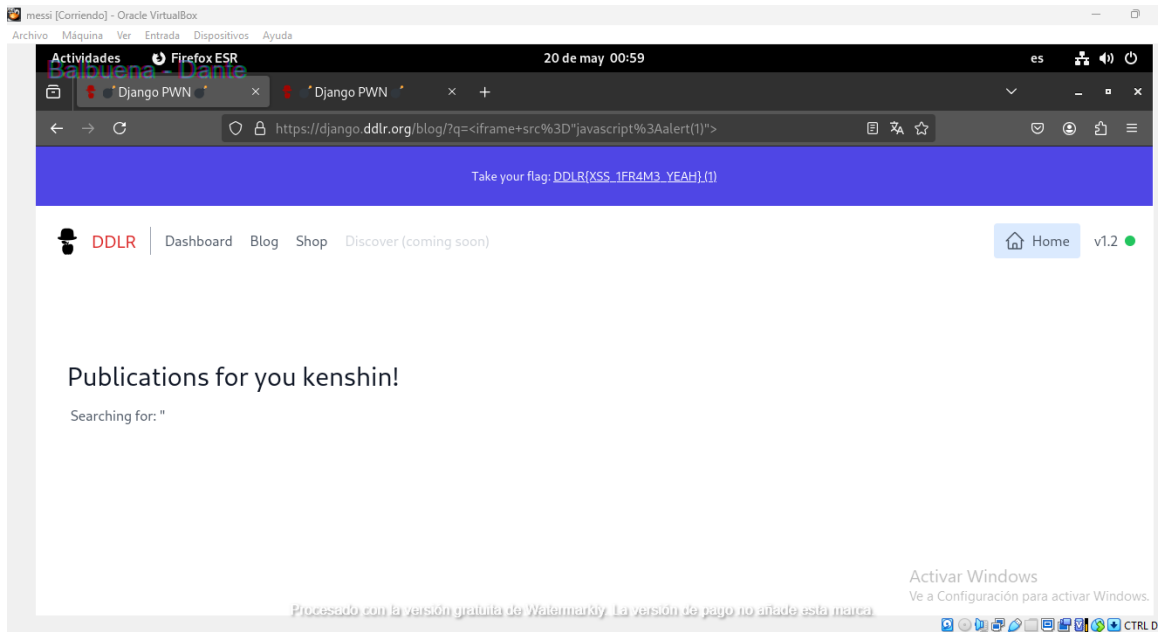 messi [Corriendo] - Oracle VirtualBox
Archivo Máquina Ver Entrada Dispositivos Ayuda
Actividades Firefox ESR 20 de may 00:59 es
Balbuena - Dante
Django PWN Django PWN
https://django.ddlr.org/blog/?q=<iframe+src%3D"javascript%3Aalert(1)">
Take your flag: DDLR{XSS_1FR4M3_YEAH} (1)
DDLR Dashboard Blog Shop Discover (coming soon) Home v1.2
Publications for you kenshin!
Searching for: "
Activar Windows
Ve a Configuración para activar Windows.
Procesado con la versión gratuita de Watermarkly. La versión de pago no añade esta marca.
CTRL D